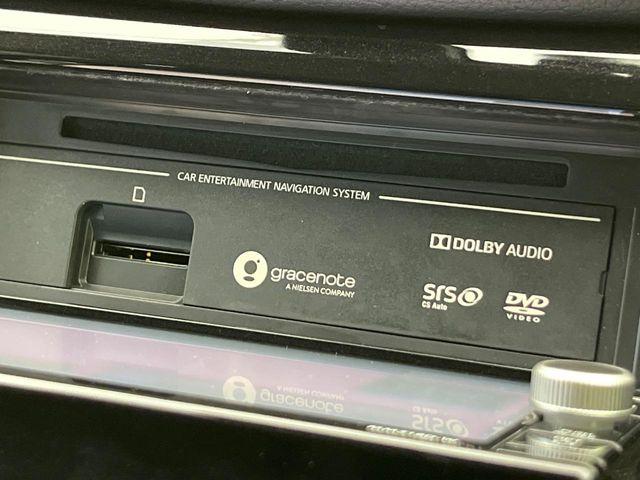 CAR ENTERTAINMENT NAVIGATION SYSTEM
DOLBY AUDIO
gracenote
A NIELSEN COMPANY
SRS
CS Auto
DVD
VIDEO